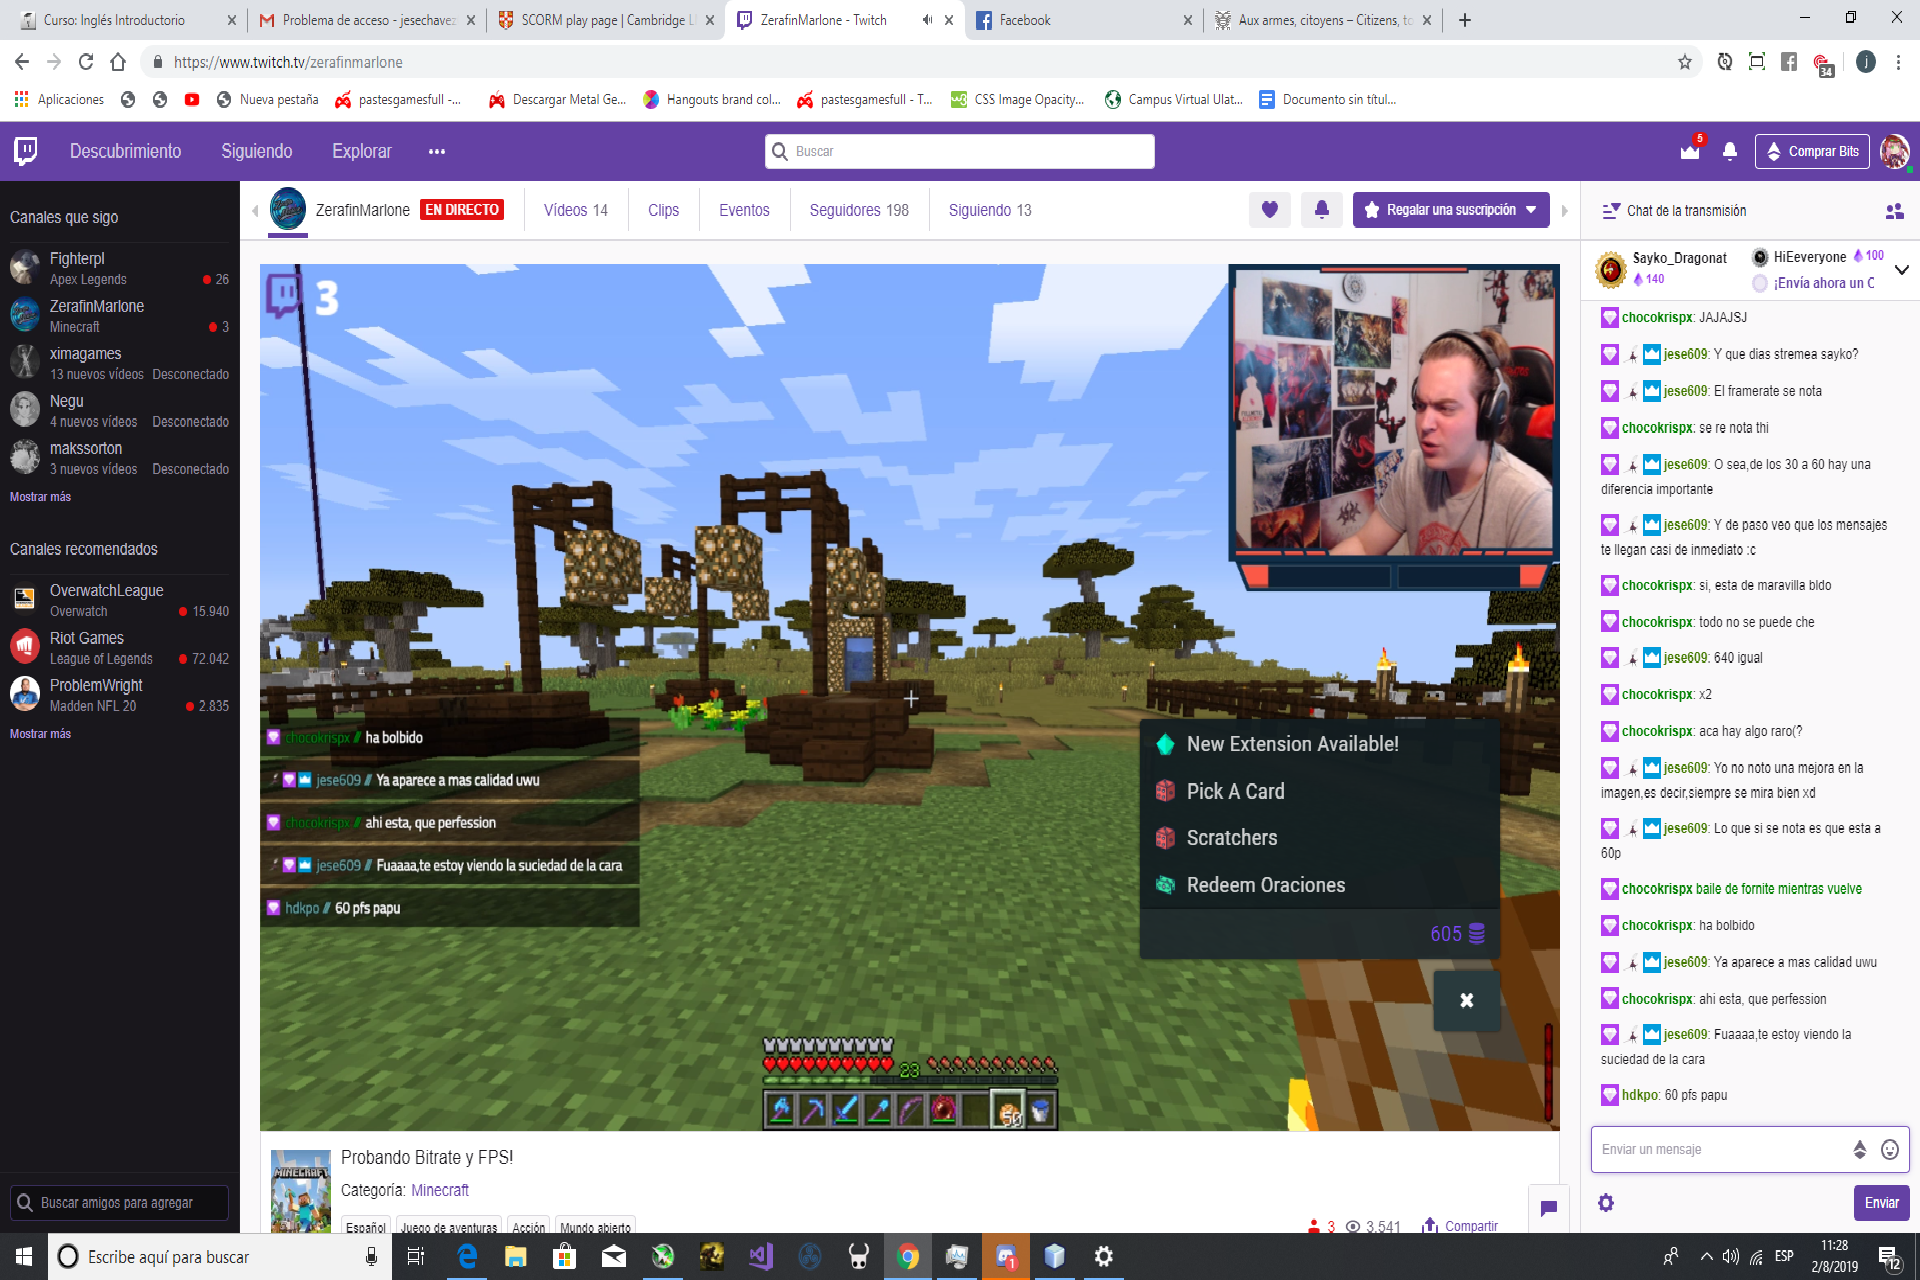 Curso: Inglés Introductorio
Problema de acceso - jesechavez
SCORM play page | Cambridge L
ZerafinMarlone - Twitch
Facebook
Aux armes, citoyens – Citizens, to
https://www.twitch.tv/zerafinmarlone
34
j
Aplicaciones
Nueva pestaña
pastesgamesfull -...
Descargar Metal Ge...
Hangouts brand col...
pastesgamesfull - T...
CSS Image Opacity...
Campus Virtual Ulat...
Documento sin títul...
Descubrimiento
Siguiendo
Explorar
Buscar
5
Comprar Bits
Canales que sigo
Fighterpl
Apex Legends 26
ZerafinMarlone
Minecraft 3
ximagames
13 nuevos vídeos Desconectado
Negu
4 nuevos vídeos Desconectado
makssorton
3 nuevos vídeos Desconectado
Mostrar más
Canales recomendados
OverwatchLeague
Overwatch 15.940
Riot Games
League of Legends 72.042
ProblemWright
Madden NFL 20 2.835
Mostrar más
Buscar amigos para agregar
ZerafinMarlone EN DIRECTO
Vídeos 14
Clips
Eventos
Seguidores 198
Siguiendo 13
Regalar una suscripción
3
chocokrispx // ha bolbido
jese609 // Ya aparece a mas calidad uwu
chocokrispx // ahi esta, que perfession
jese609 // Fuaaaa,te estoy viendo la suciedad de la cara
hdkpo // 60 pfs papu
New Extension Available!
Pick A Card
Scratchers
Redeem Oraciones
605
23
50
MINECRAFT
Probando Bitrate y FPS!
Categoría: Minecraft
Español
Juego de aventuras
Acción
Mundo abierto
3
3.541
Compartir
Chat de la transmisión
Sayko_Dragonat
140
HiEeveryone 100
¡Envía ahora un C
chocokrispx: JAJAJSJ
jese609: Y que dias stremea sayko?
jese609: El framerate se nota
chocokrispx: se re nota thi
jese609: O sea,de los 30 a 60 hay una
diferencia importante
jese609: Y de paso veo que los mensajes
te llegan casi de inmediato :c
chocokrispx: si, esta de maravilla bldo
chocokrispx: todo no se puede che
jese609: 640 igual
chocokrispx: x2
chocokrispx: aca hay algo raro(?
jese609: Yo no noto una mejora en la
imagen,es decir,siempre se mira bien xd
jese609: Lo que si se nota es que esta a
60p
chocokrispx baile de fornite mientras vuelve
chocokrispx: ha bolbido
jese609: Ya aparece a mas calidad uwu
chocokrispx: ahi esta, que perfession
jese609: Fuaaaa,te estoy viendo la
suciedad de la cara
hdkpo: 60 pfs papu
Enviar un mensaje
Enviar
Escribe aquí para buscar
1
ESP
11:28
2/8/2019
12